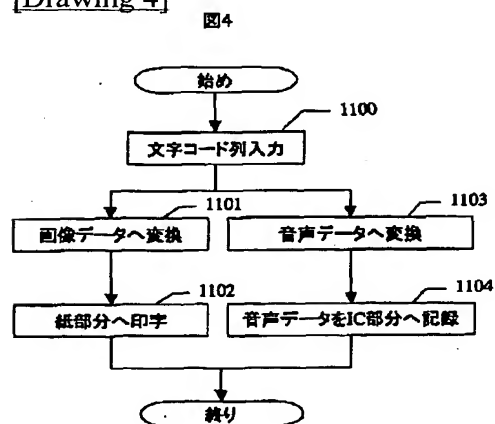 [Drawing 4]
図4
始め
1100
文字コード列入力
1101
画像データへ変換
1103
音声データへ変換
1102
紙部分へ印字
1104
音声データをIC部分へ記録
終り